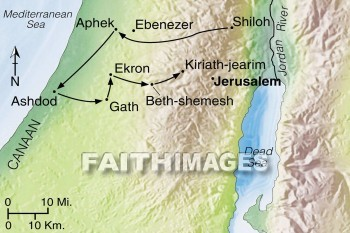 Mediterranean
Sea
Aphek
Ebenezer
Shiloh
Jordan River
N
Ekron
Kiriath-jearim
Jerusalem
Ashdod
Gath
Beth-shemesh
CANAAN
Dead
Sea
FAITHIMAGES
0 10 Mi.
0 10 Km.